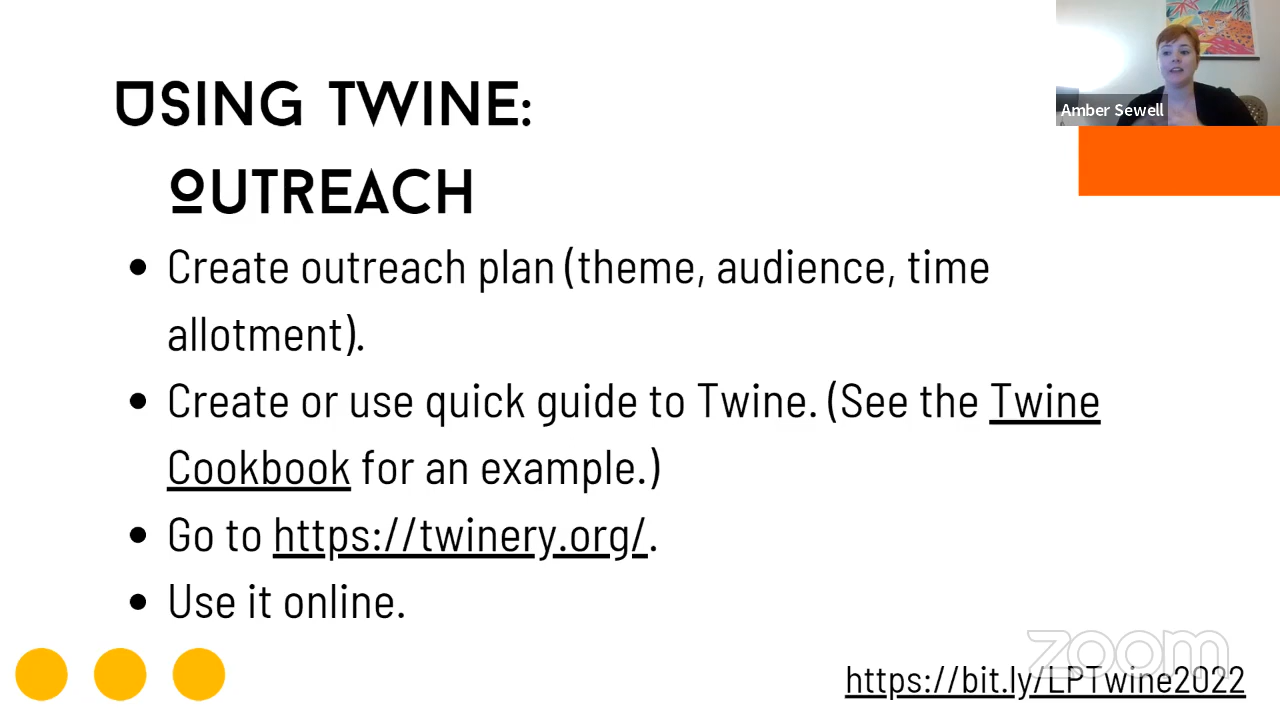 USING TWINE:
OUTREACH
Amber Sewell
• Create outreach plan (theme, audience, time
allotment).
• Create or use quick guide to Twine. (See the Twine
Cookbook for an example.)
• Go to https://twinery.org/.
• Use it online.
zoom
https://bit.ly/LPTwine2022